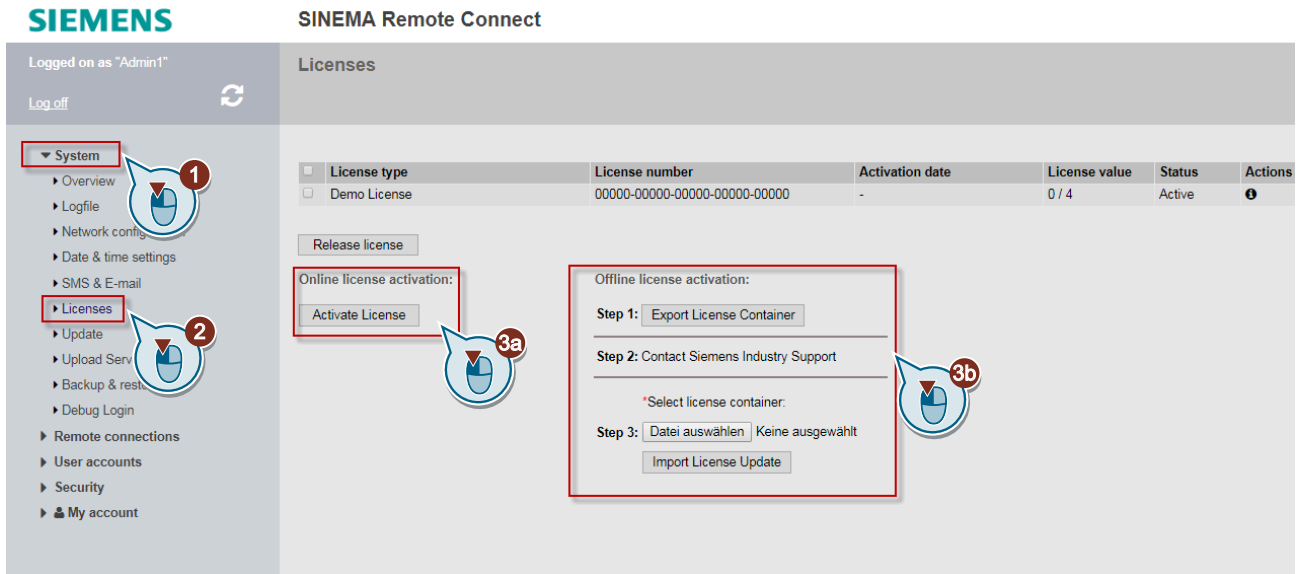 SIEMENS
SINEMA Remote Connect
Logged on as "Admin1"
Log off
Licenses
System
1
Overview
Logfile
Network config
Date & time settings
SMS & E-mail
Licenses
2
Update
Upload Serv
Backup & rest
Debug Login
Remote connections
User accounts
Security
My account
License type License number Activation date License value Status Actions
Demo License 00000-00000-00000-00000-00000 - 0 / 4 Active
Release license
Online license activation:
Activate License
3a
Offline license activation:
Step 1: Export License Container
Step 2: Contact Siemens Industry Support
3b
*Select license container:
Step 3: Datei auswählen Keine ausgewählt
Import License Update